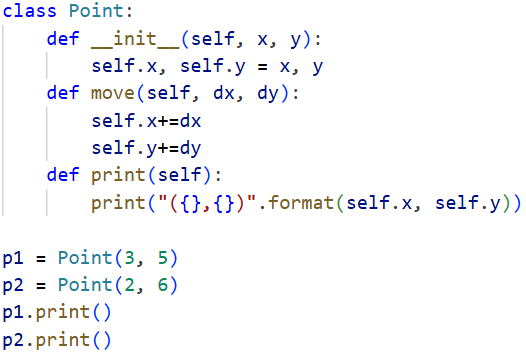 class Point:
    def __init__(self, x, y):
        self.x, self.y = x, y
    def move(self, dx, dy):
        self.x+=dx
        self.y+=dy
    def print(self):
        print("({},{})".format(self.x, self.y))

p1 = Point(3, 5)
p2 = Point(2, 6)
p1.print()
p2.print()